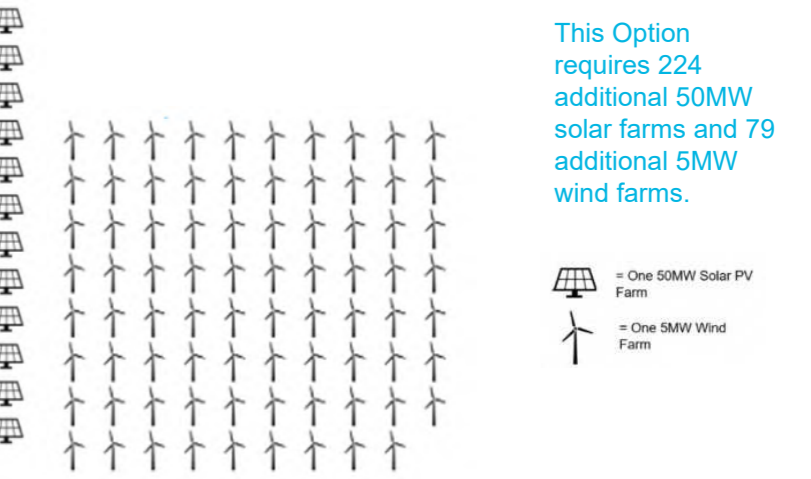 This Option
requires 224
additional 50MW
solar farms and 79
additional 5MW
wind farms.
= One 50MW Solar PV
Farm
= One 5MW Wind
Farm